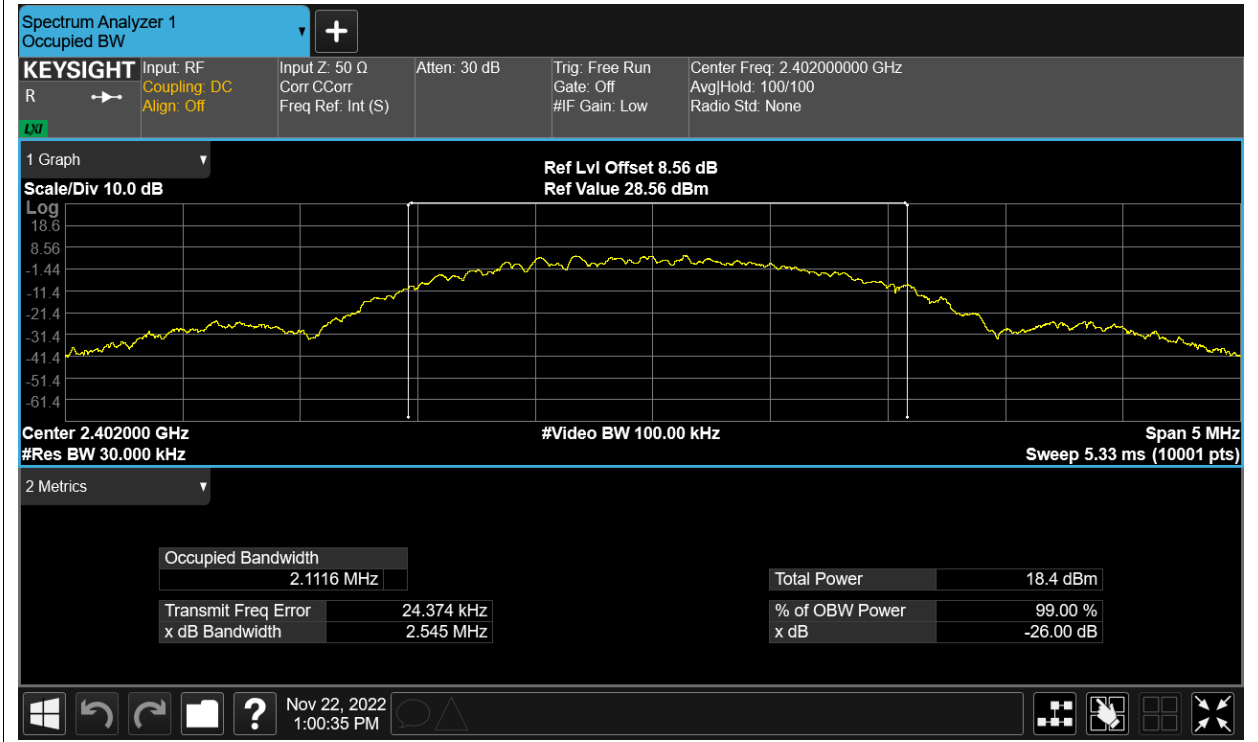 Spectrum Analyzer 1
Occupied BW
KEYSIGHT
R
LXI
Input: RF
Coupling: DC
Align: Off
Input Z: 50 Ω
Corr CCorr
Freq Ref: Int (S)
Atten: 30 dB
Trig: Free Run
Gate: Off
#IF Gain: Low
Center Freq: 2.402000000 GHz
Avg|Hold: 100/100
Radio Std: None
1 Graph
Scale/Div 10.0 dB
Ref Lvl Offset 8.56 dB
Ref Value 28.56 dBm
Log
18.6
8.56
-1.44
-11.4
-21.4
-31.4
-41.4
-51.4
-61.4
Center 2.402000 GHz
#Video BW 100.00 kHz
Span 5 MHz
#Res BW 30.000 kHz
Sweep 5.33 ms (10001 pts)
2 Metrics
Occupied Bandwidth
2.1116 MHz
Total Power 18.4 dBm
Transmit Freq Error 24.374 kHz
% of OBW Power 99.00 %
x dB Bandwidth 2.545 MHz
x dB -26.00 dB
?
Nov 22, 2022
1:00:35 PM